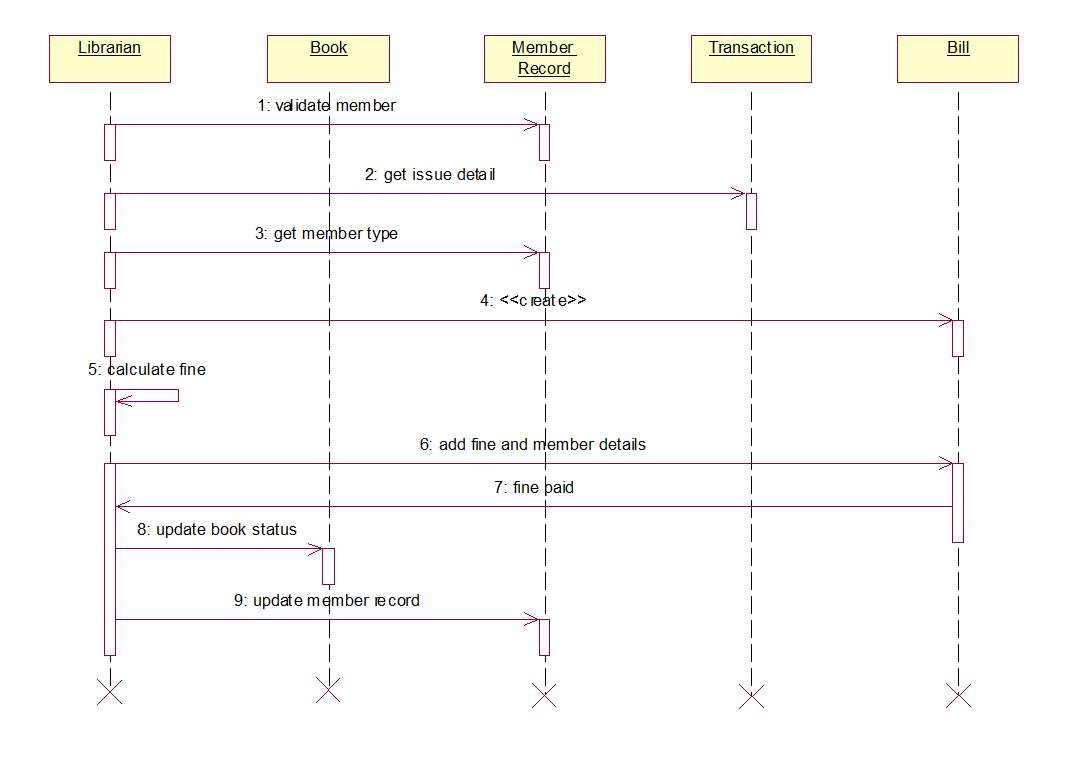 Librarian
Book
Member
Record
Transaction
Bill
1: validate member
2: get issue detail
3: get member type
4: <<create>>
5: calculate fine
6: add fine and member details
7: fine paid
8: update book status
9: update member record